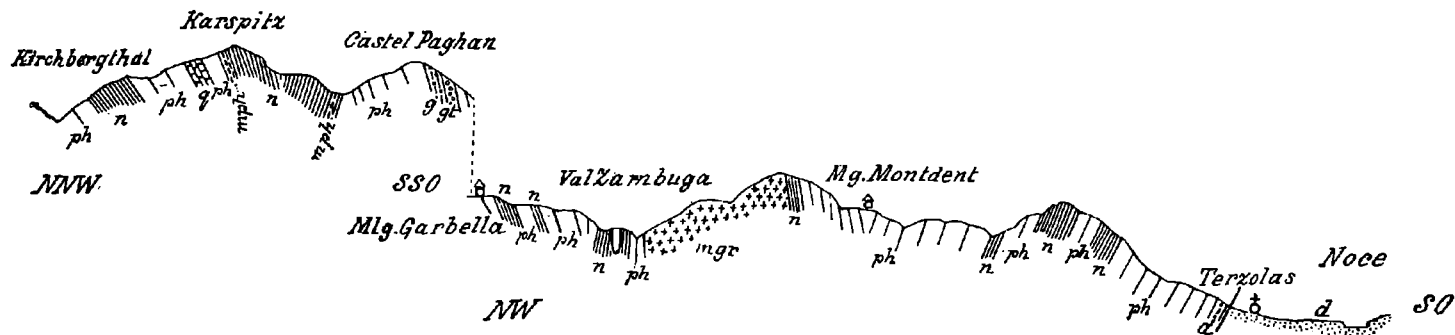 Karspitz
Kirchbergthal
Castel Paghan
ph n ph q ph mph n mph ph g gt
NNW
SSO
Val Zambuga
Mg. Montdent
n n
Mlg. Garbella
ph ph n ph mgr n ph n ph n ph n ph d
Terzolas
Noce
d
SO
NW